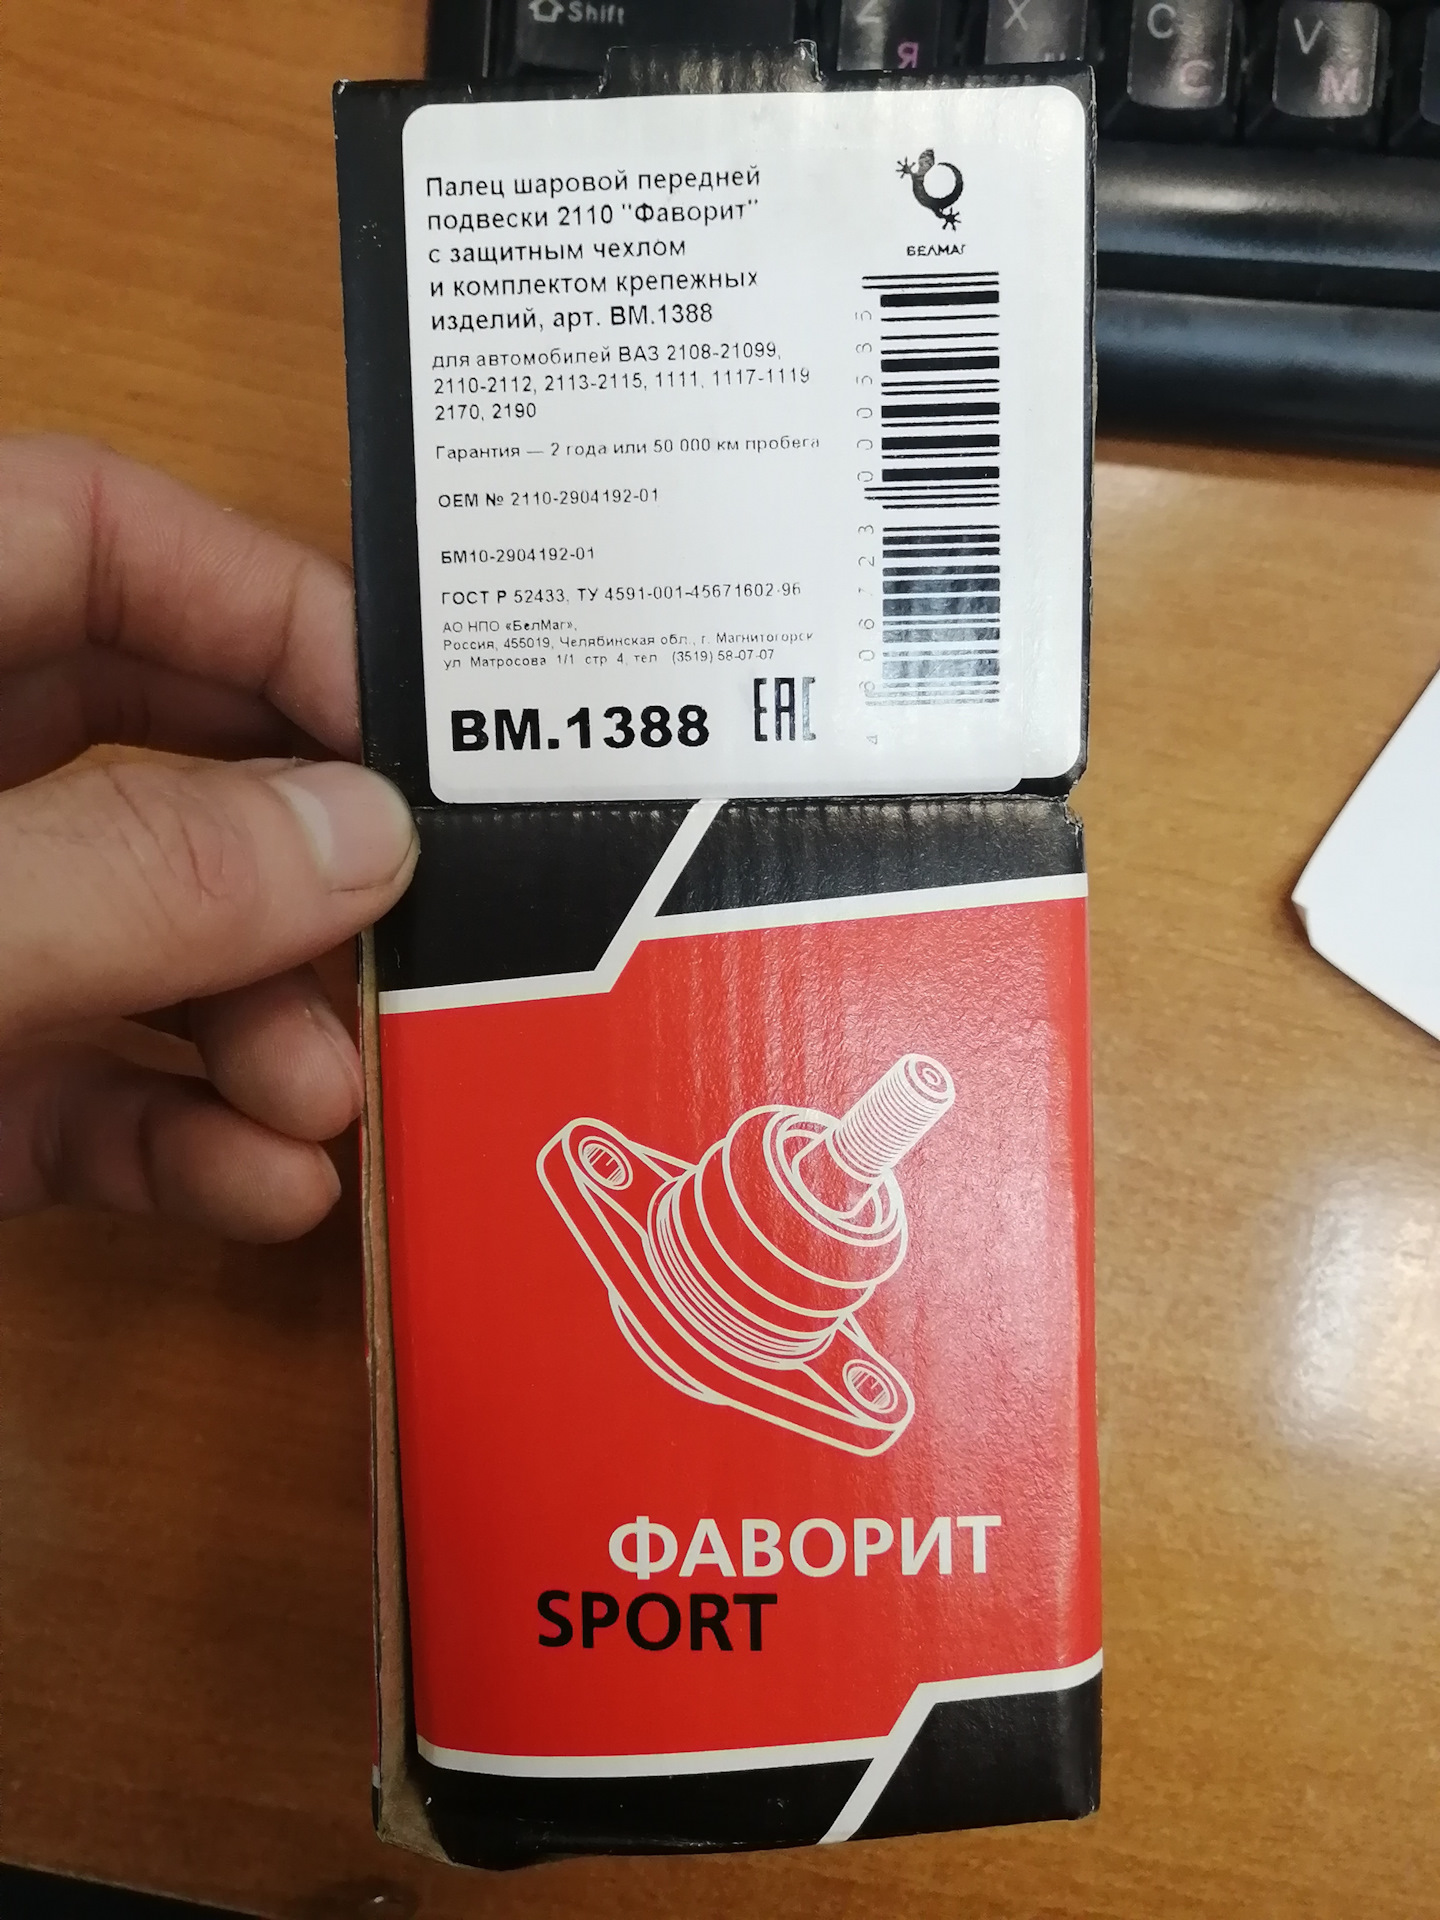 Shift
Z
Я
X
C
С
V
М
Палец шаровой передней
подвески 2110 "Фаворит"
с защитным чехлом
и комплектом крепежных
изделий, арт. BM.1388
БЕЛМАГ
для автомобилей ВАЗ 2108-21099,
2110-2112, 2113-2115, 1111, 1117-1119
2170, 2190
Гарантия — 2 года или 50 000 км пробега
OEM № 2110-2904192-01
БМ10-2904192-01
ГОСТ Р 52433, ТУ 4591-001-45671602-96
АО НПО «БелМаг»,
Россия, 455019, Челябинская обл., г. Магнитогорск
ул Матросова 1/1 стр 4, тел (3519) 58-07-07
BM.1388
EAC
ФАВОРИТ
SPORT